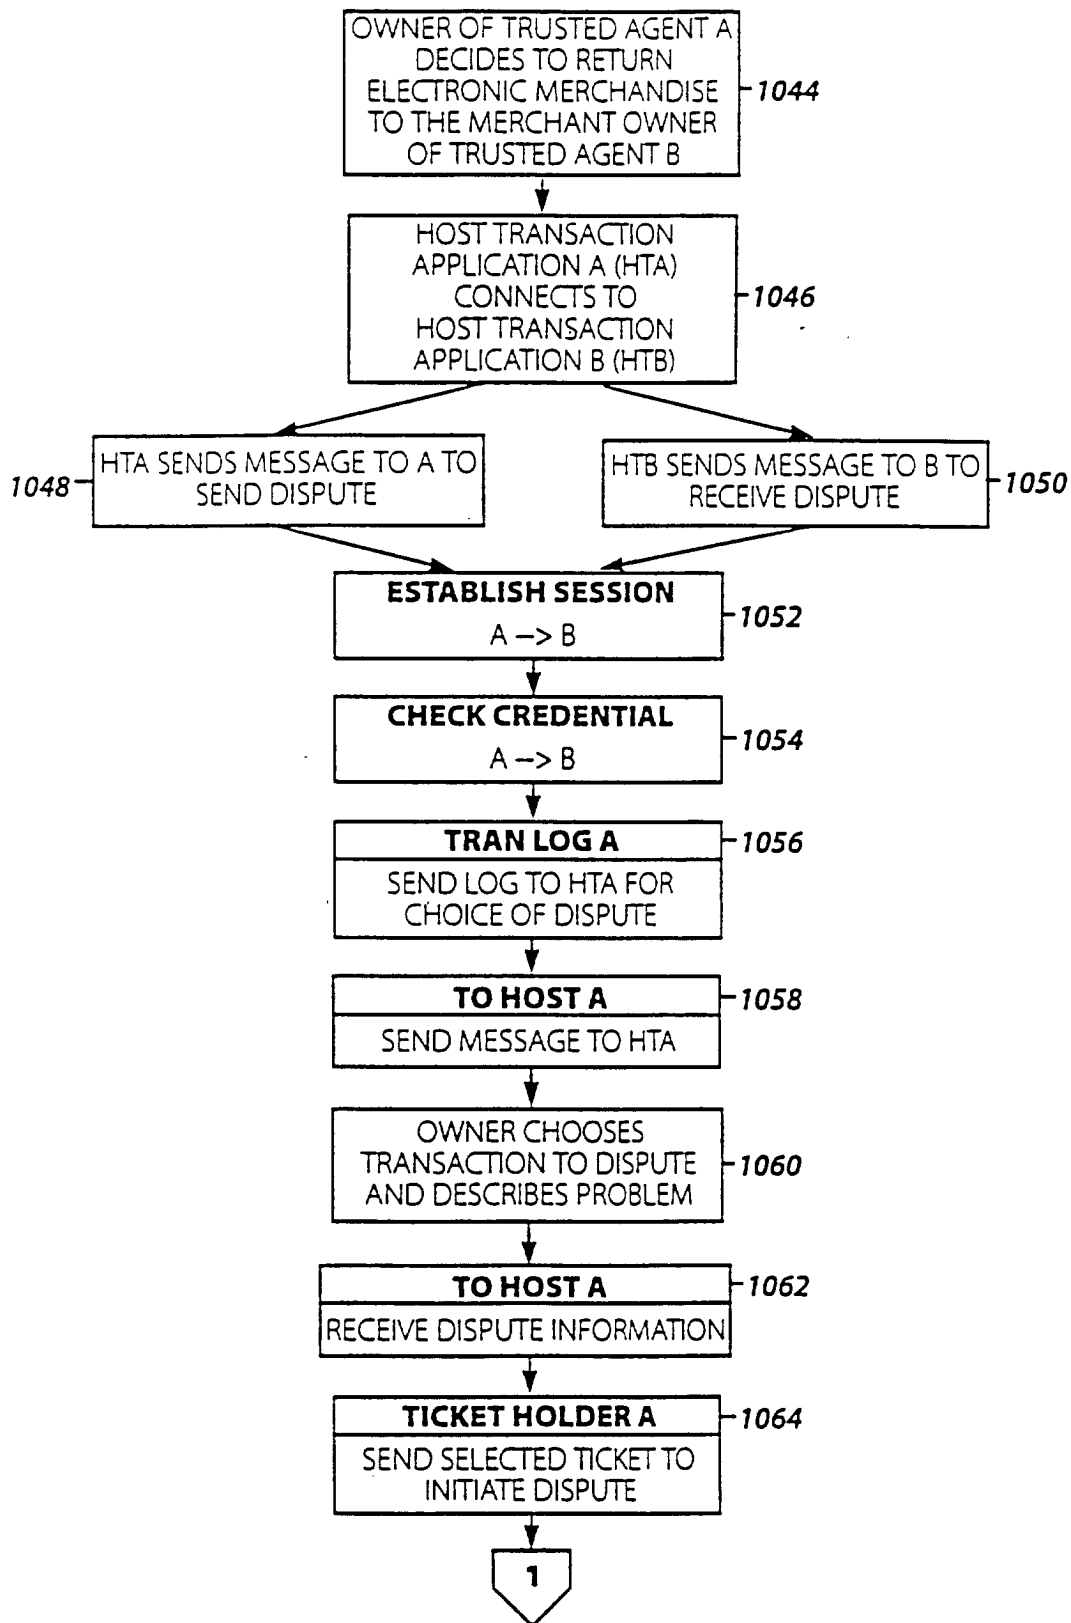 OWNER OF TRUSTED AGENT A
DECIDES TO RETURN
ELECTRONIC MERCHANDISE
TO THE MERCHANT OWNER
OF TRUSTED AGENT B
1044
HOST TRANSACTION
APPLICATION A (HTA)
CONNECTS TO
HOST TRANSACTION
APPLICATION B (HTB)
1046
1048
HTA SENDS MESSAGE TO A TO
SEND DISPUTE
HTB SENDS MESSAGE TO B TO
RECEIVE DISPUTE
1050
ESTABLISH SESSION
A —> B
1052
CHECK CREDENTIAL
A —> B
1054
TRAN LOG A
1056
SEND LOG TO HTA FOR
CHOICE OF DISPUTE
TO HOST A
1058
SEND MESSAGE TO HTA
OWNER CHOOSES
TRANSACTION TO DISPUTE
AND DESCRIBES PROBLEM
1060
TO HOST A
1062
RECEIVE DISPUTE INFORMATION
TICKET HOLDER A
1064
SEND SELECTED TICKET TO
INITIATE DISPUTE
1